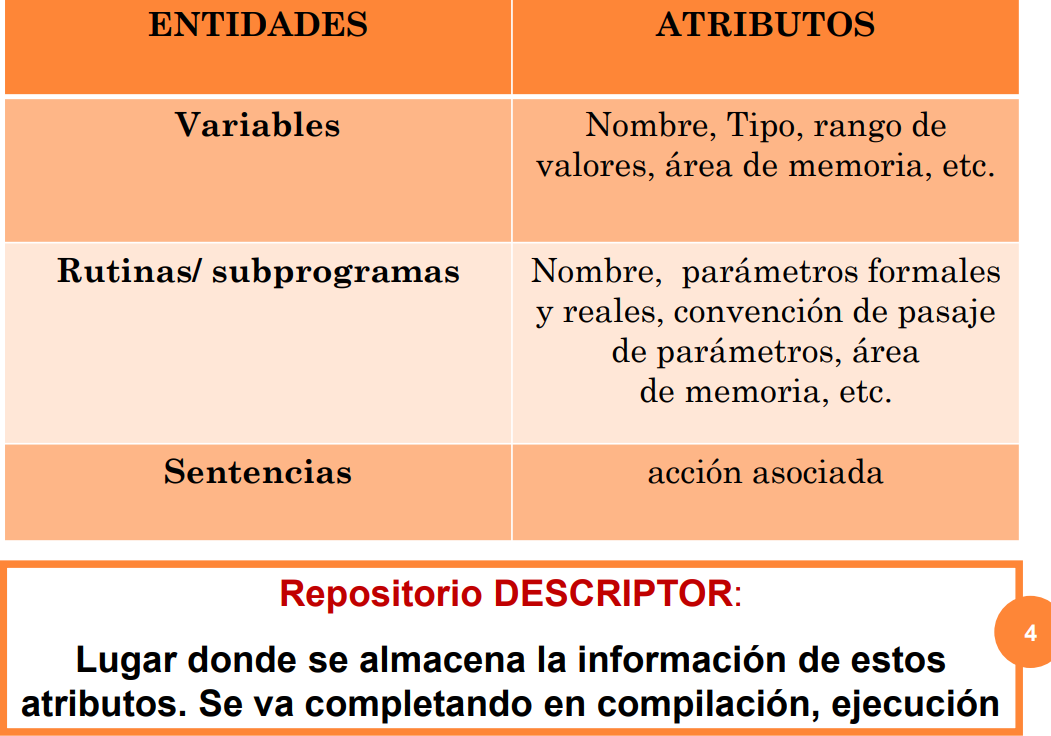 ENTIDADES
ATRIBUTOS
Variables
Nombre, Tipo, rango de
valores, área de memoria, etc.
Rutinas/ subprogramas
Nombre,  parámetros formales
y reales, convención de pasaje
de parámetros, área
de memoria, etc.
Sentencias
acción asociada
Repositorio DESCRIPTOR:
4
Lugar donde se almacena la información de estos
atributos. Se va completando en compilación, ejecución